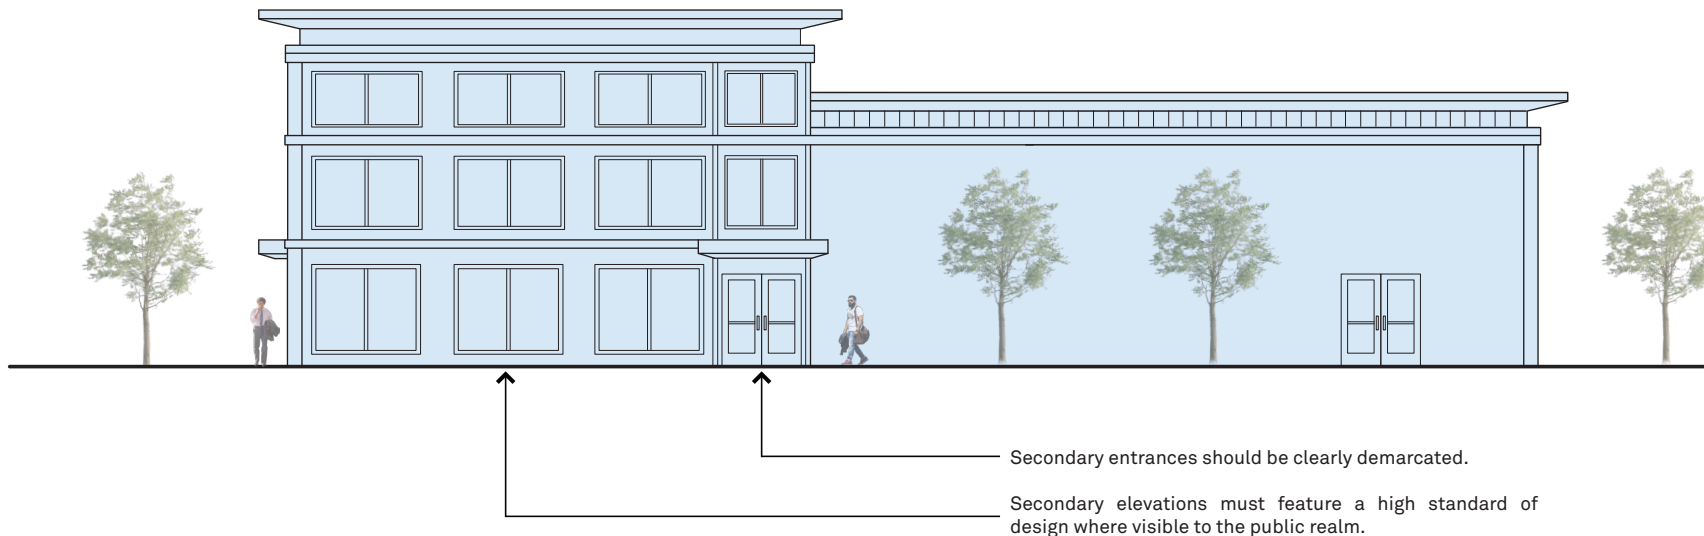 Secondary entrances should be clearly demarcated.
Secondary elevations must feature a high standard of
design where visible to the public realm.